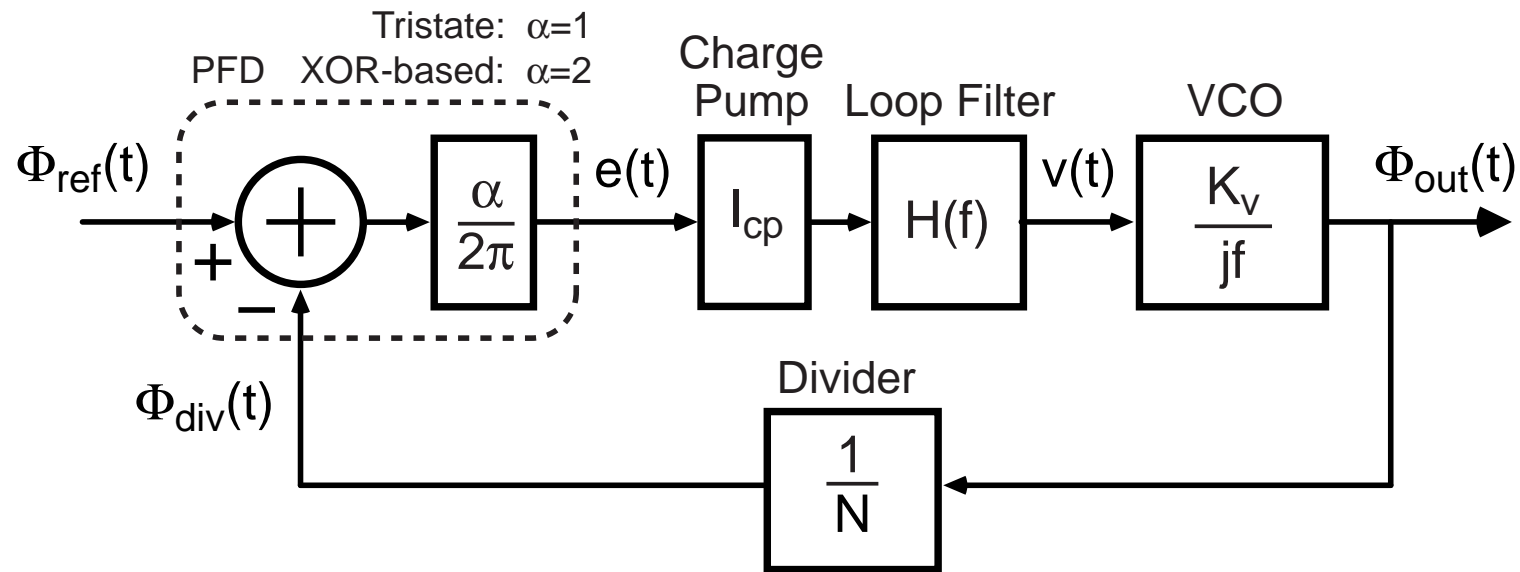 Tristate: α=1
PFD XOR-based: α=2
Charge
Pump
Loop Filter
VCO
Φref(t)
α
2π
e(t)
Icp
H(f)
v(t)
Kv
jf
Φout(t)
+
−
Φdiv(t)
Divider
1
N